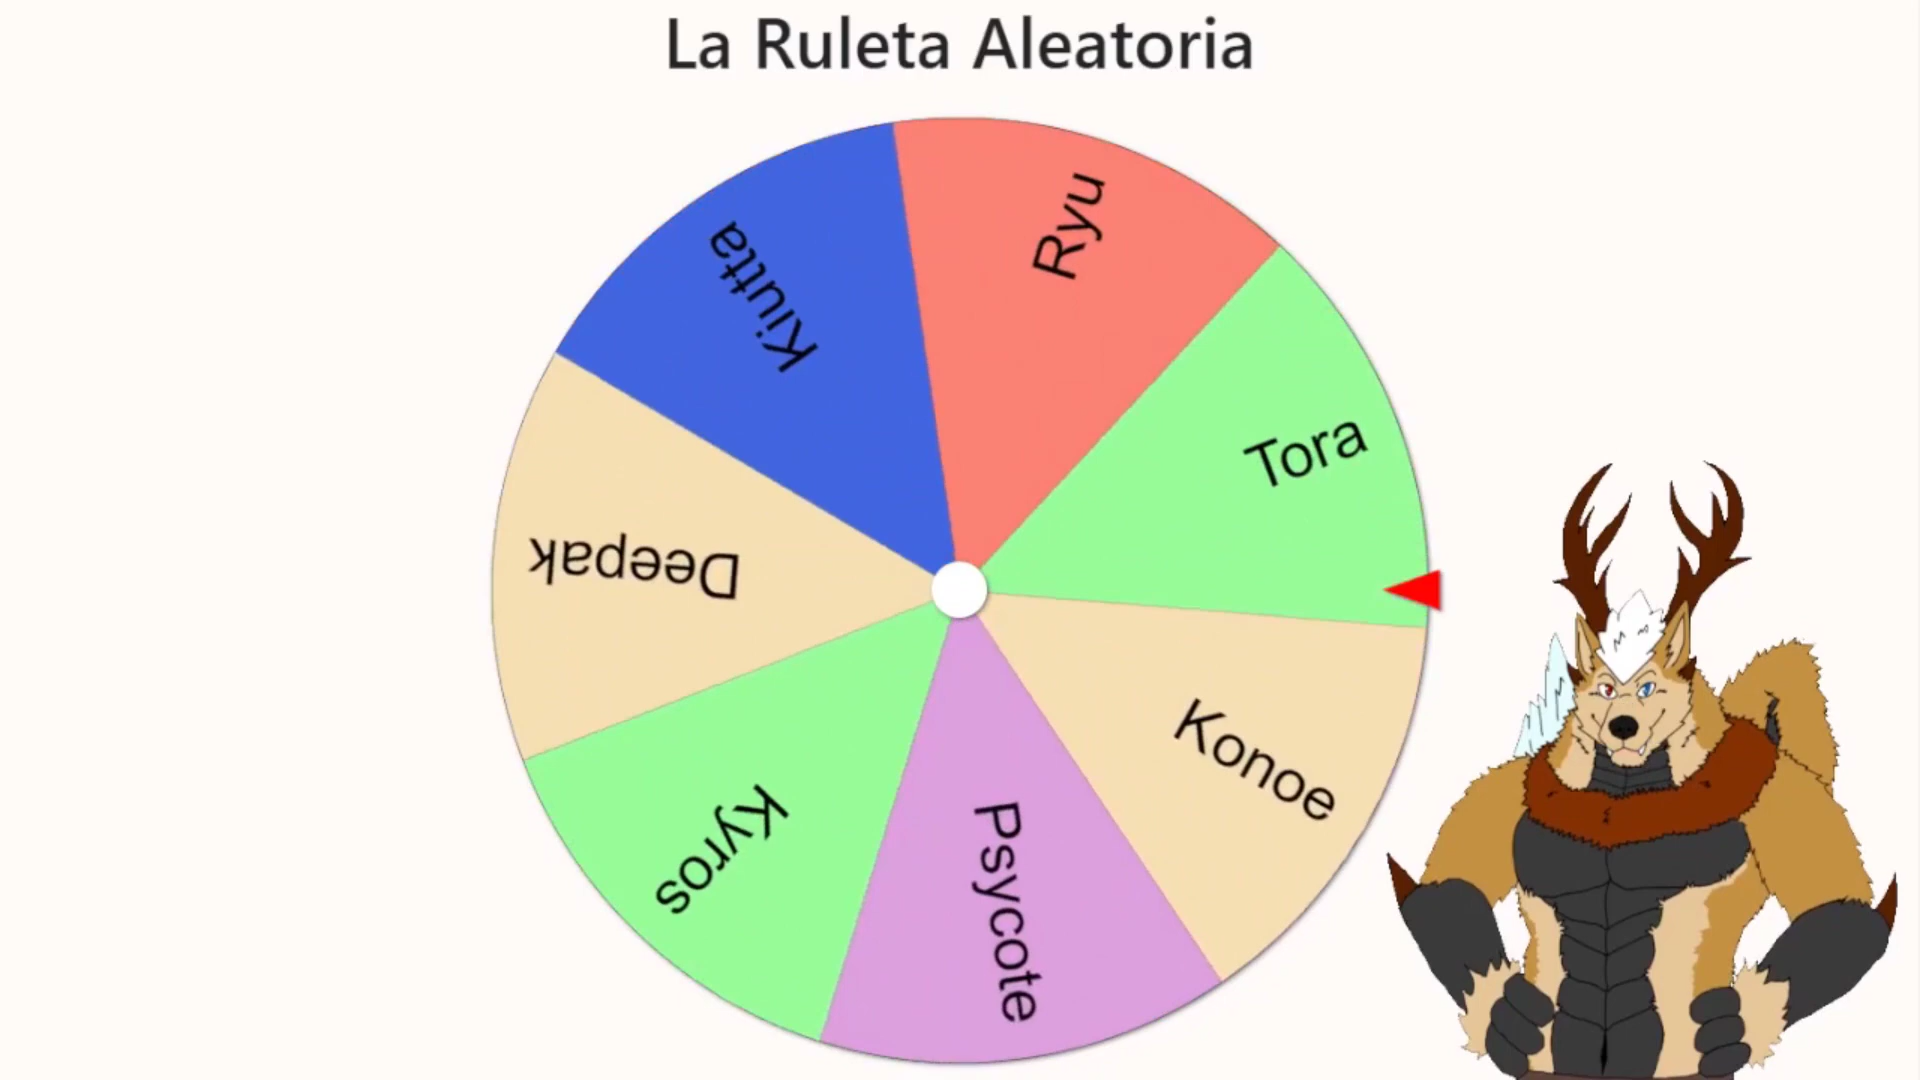 La Ruleta Aleatoria
Ryu
Tora
Konoe
Psycote
Kyros
Deepak
Kiutta